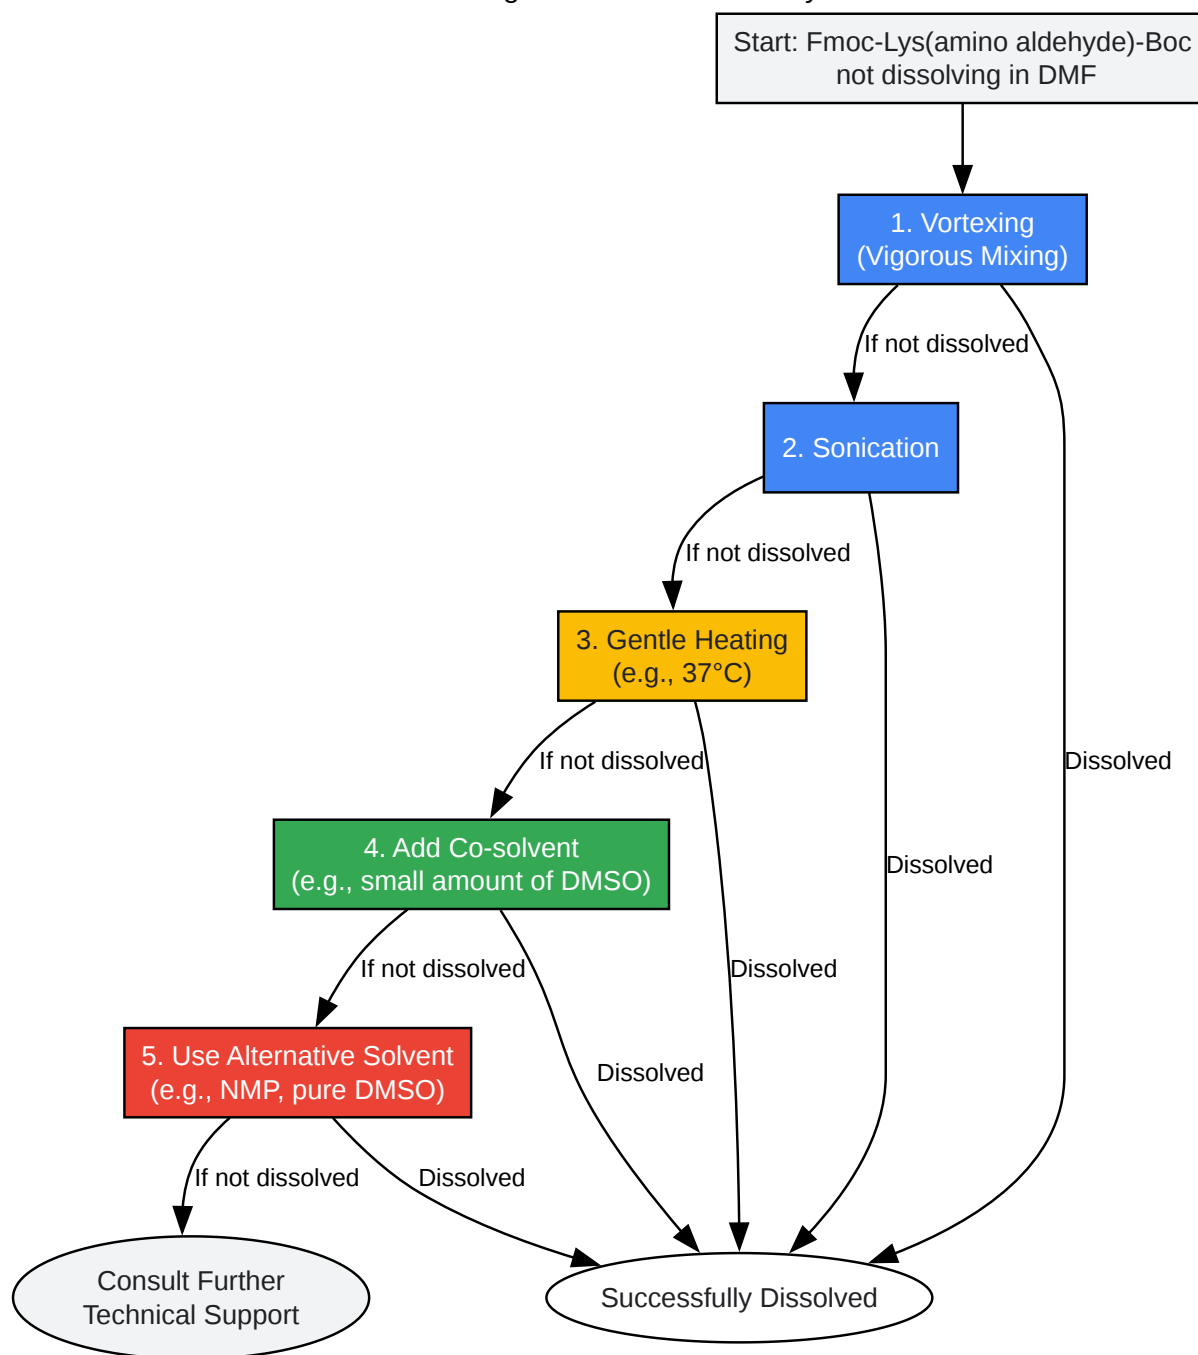 Start: Fmoc-Lys(amino aldehyde)-Boc
not dissolving in DMF
1. Vortexing
(Vigorous Mixing)
If not dissolved
2. Sonication
If not dissolved
3. Gentle Heating
(e.g., 37°C)
If not dissolved
Dissolved
4. Add Co-solvent
(e.g., small amount of DMSO)
Dissolved
If not dissolved
Dissolved
5. Use Alternative Solvent
(e.g., NMP, pure DMSO)
Dissolved
If not dissolved
Dissolved
Consult Further
Technical Support
Successfully Dissolved